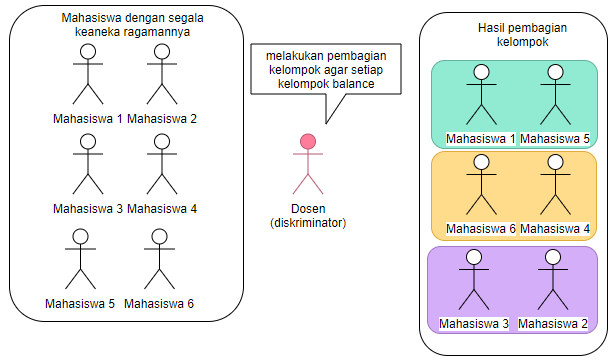 Mahasiswa dengan segala
keaneka ragamannya
Mahasiswa 1 Mahasiswa 2
Mahasiswa 3 Mahasiswa 4
Mahasiswa 5 Mahasiswa 6
melakukan pembagian
kelompok agar setiap
kelompok balance
Dosen
(diskriminator)
Hasil pembagian
kelompok
Mahasiswa 1 Mahasiswa 5
Mahasiswa 6 Mahasiswa 4
Mahasiswa 3 Mahasiswa 2